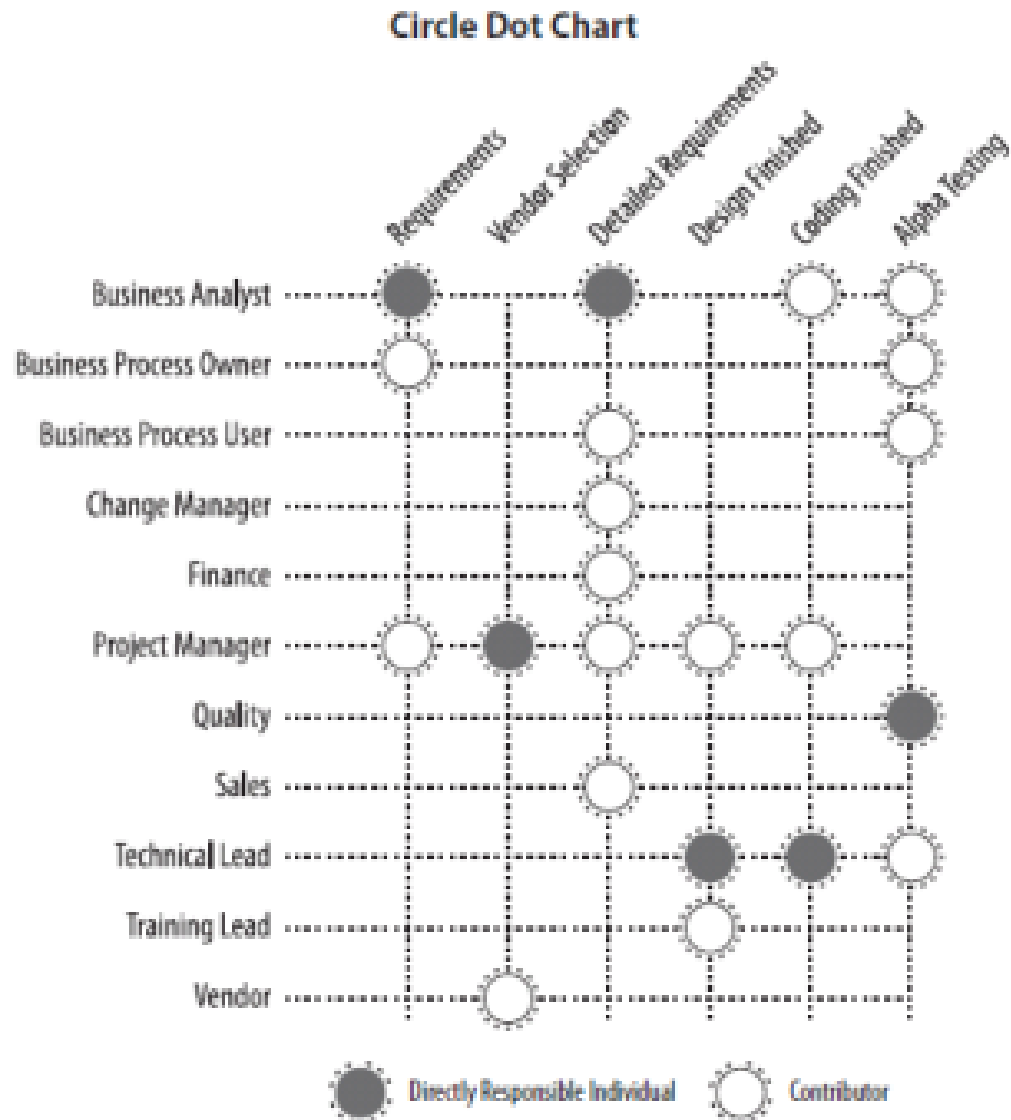 Circle Dot Chart
Requirements
Vendor Selection
Detailed Requirements
Design Finished
Coding Finished
Alpha Testing
Business Analyst
Business Process Owner
Business Process User
Change Manager
Finance
Project Manager
Quality
Sales
Technical Lead
Training Lead
Vendor
Directly Responsible Individual
Contributor